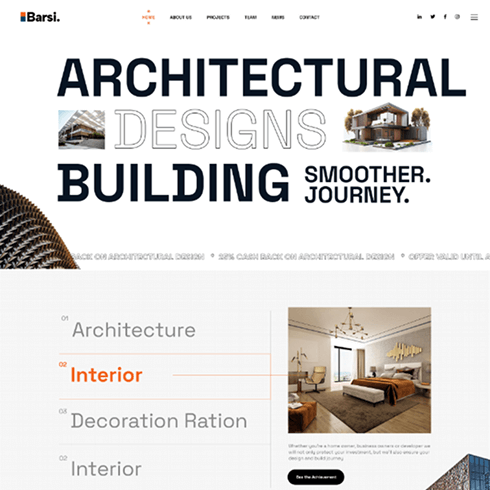 Barsi.
HOME ABOUT US PROJECTS TEAM NEWS CONTACT
ARCHITECTURAL
DESIGNS
BUILDING
SMOOTHER.
JOURNEY.
BACK ON ARCHITECTURAL DESIGN * 25% CASH BACK ON ARCHITECTURAL DESIGN * OFFER VALID UNTIL A
01
Architecture
02
Interior
03
Decoration Ration
02
Interior
Whether you're a home owner, business owners or developer we
will not only protect your investment, but we'll also ensure your
design and build journey.
See the Achievement